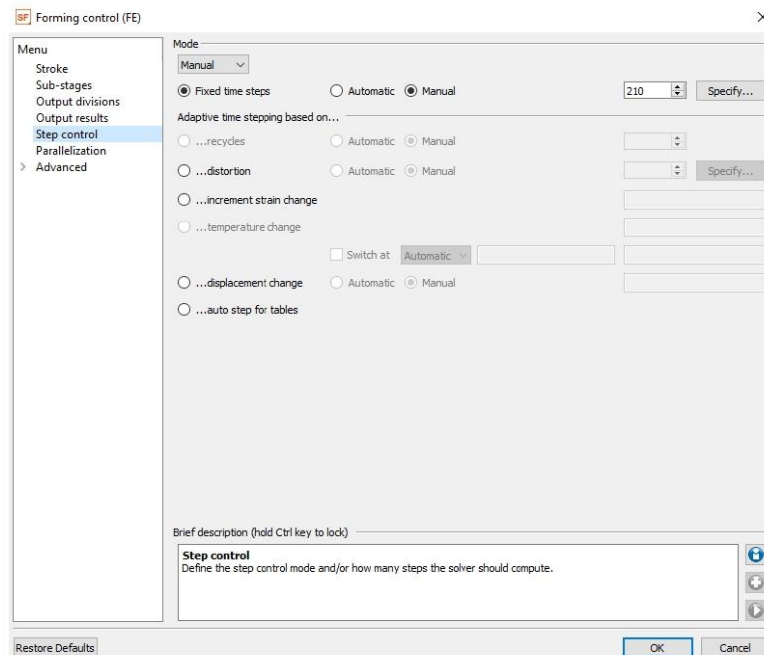 SF Forming control (FE)
Menu
Stroke
Sub-stages
Output divisions
Output results
Step control
Parallelization
Advanced
Mode
Manual
Fixed time steps Automatic Manual 210 Specify...
Adaptive time stepping based on...
...recycles Automatic Manual
...distortion Automatic Manual Specify...
...increment strain change
...temperature change
Switch at Automatic
...displacement change Automatic Manual
...auto step for tables
Brief description (hold Ctrl key to lock)
Step control
Define the step control mode and/or how many steps the solver should compute.
Restore Defaults OK Cancel